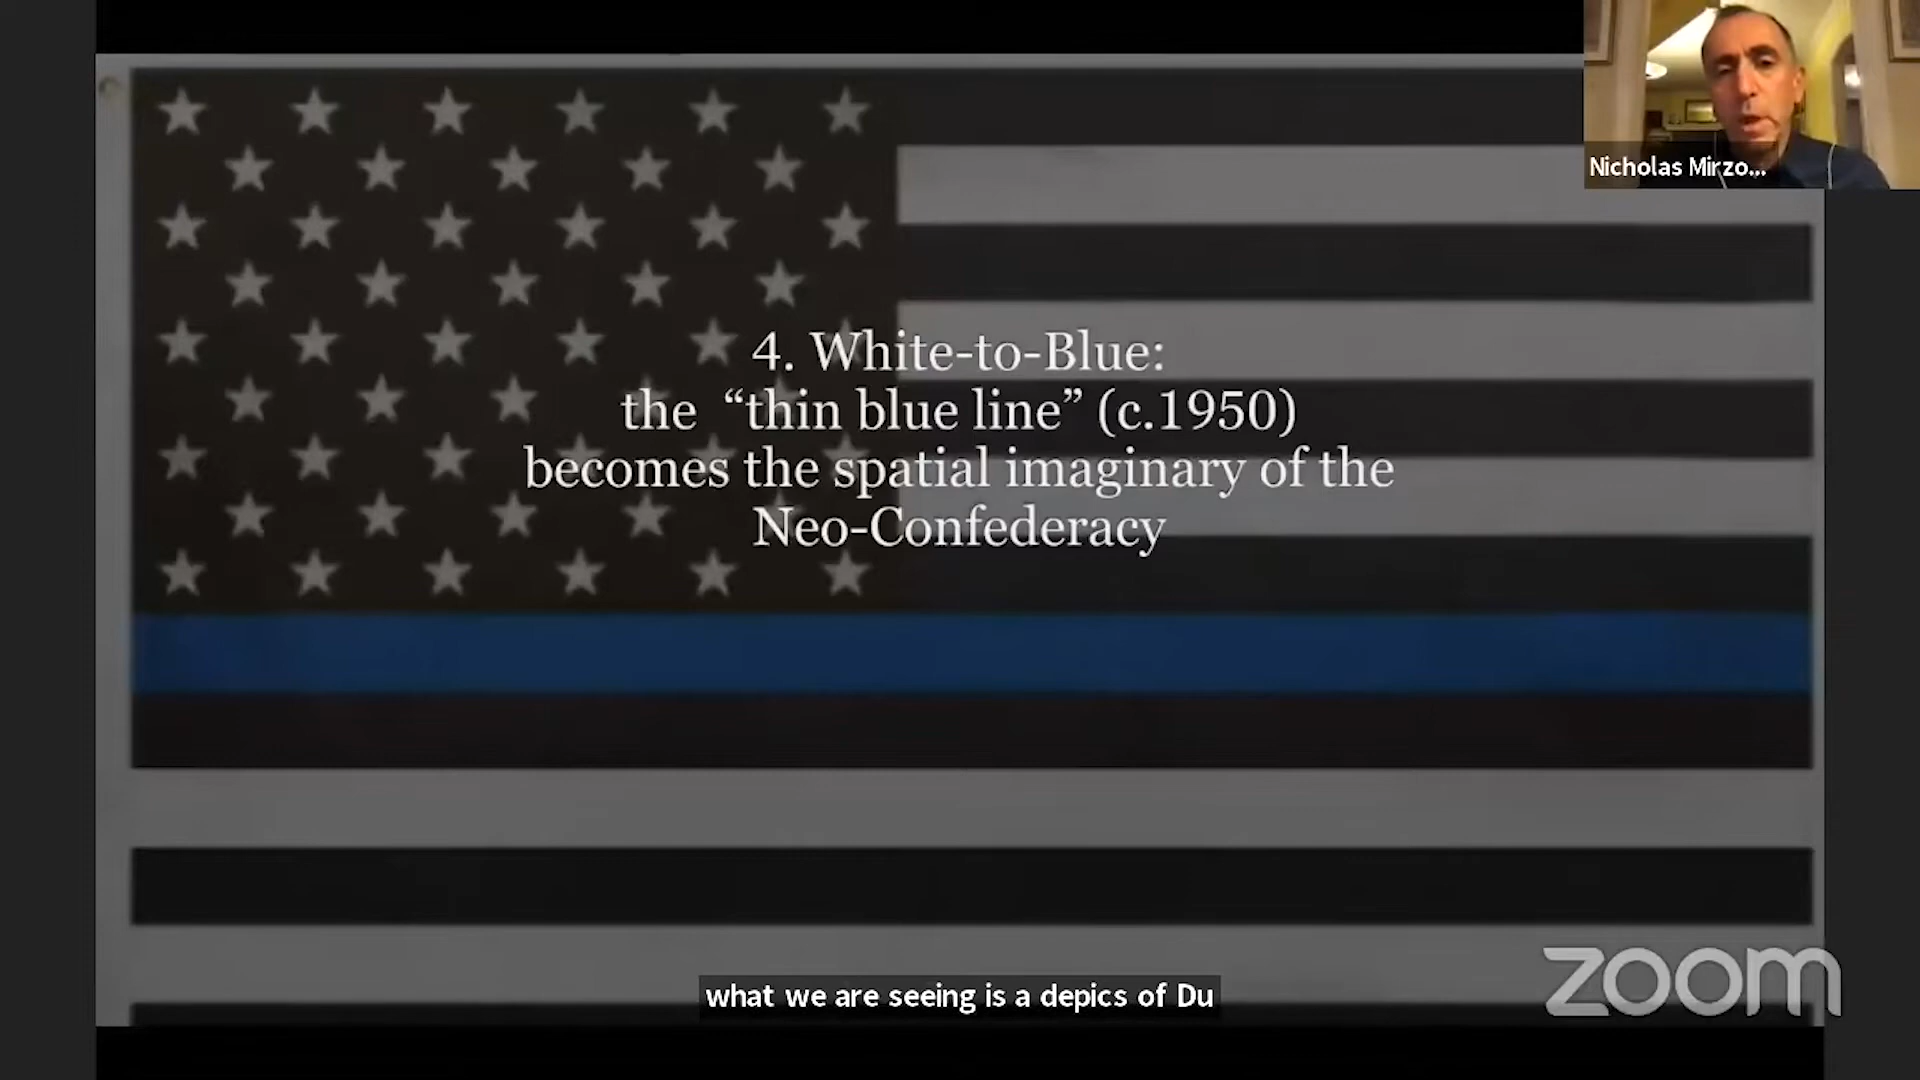 Nicholas Mirzo...
4. White-to-Blue:
the “thin blue line” (c.1950)
becomes the spatial imaginary of the
Neo-Confederacy
zoom
what we are seeing is a depics of Du